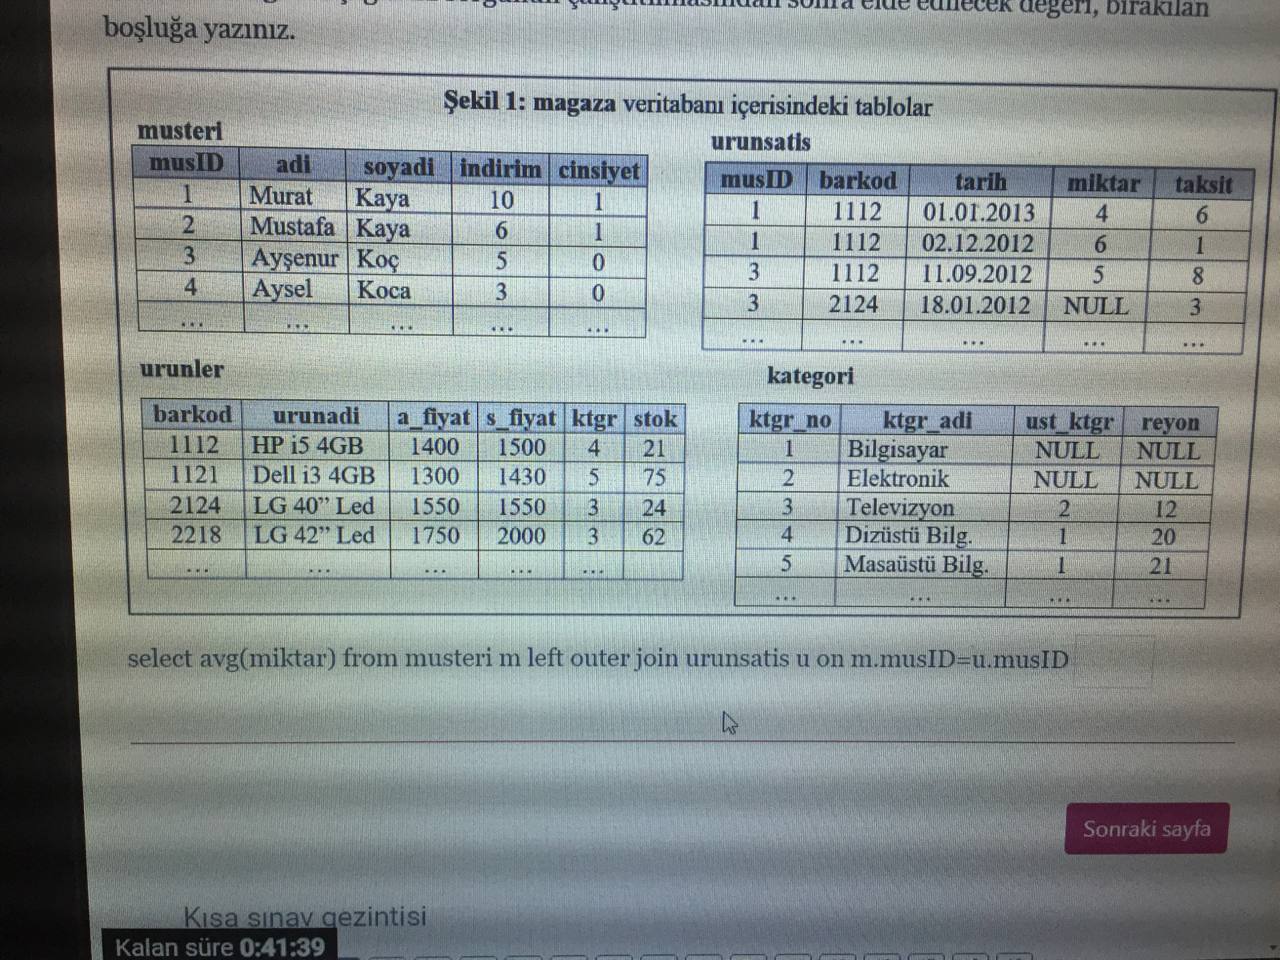 sonra elde edilecek değeri, bırakılan
boşluğa yazınız.
Şekil 1: magaza veritabanı içerisindeki tablolar
musteri
musID adi soyadi indirim cinsiyet
1 Murat Kaya 10 1
2 Mustafa Kaya 6 1
3 Ayşenur Koç 5 0
4 Aysel Koca 3 0
... ... ... ... ...
urunsatis
musID barkod tarih miktar taksit
1 1112 01.01.2013 4 6
1 1112 02.12.2012 6 1
3 1112 11.09.2012 5 8
3 2124 18.01.2012 NULL 3
... ... ... ... ...
urunler
barkod urunadi a_fiyat s_fiyat ktgr stok
1112 HP i5 4GB 1400 1500 4 21
1121 Dell i3 4GB 1300 1430 5 75
2124 LG 40” Led 1550 1550 3 24
2218 LG 42” Led 1750 2000 3 62
... ... ... ... ...
kategori
ktgr_no ktgr_adi ust_ktgr reyon
1 Bilgisayar NULL NULL
2 Elektronik NULL NULL
3 Televizyon 2 12
4 Dizüstü Bilg. 1 20
5 Masaüstü Bilg. 1 21
... ... ... ...
select avg(miktar) from musteri m left outer join urunsatis u on m.musID=u.musID
Sonraki sayfa
Kısa sınav gezintisi
Kalan süre 0:41:39